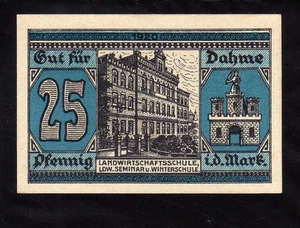 1920
Gut für Dahme
25
Pfennig i.d. Mark.
LANDWIRTSCHAFTSSCHULE,
LDW. SEMINAR U. WINTERSCHULE